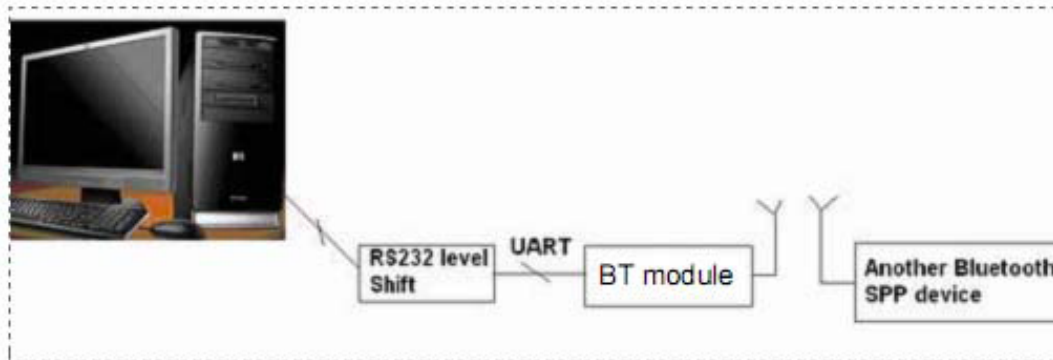 RS232 level
Shift
UART
BT module
Another Bluetooth
SPP device